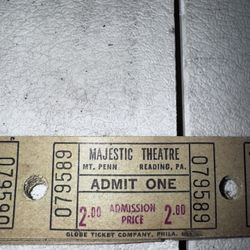 MAJESTIC THEATRE
MT. PENN READING, PA.
ADMIT ONE
2.00 ADMISSION PRICE 2.00
GLOBE TICKET COMPANY, PHILA.
079589
079589